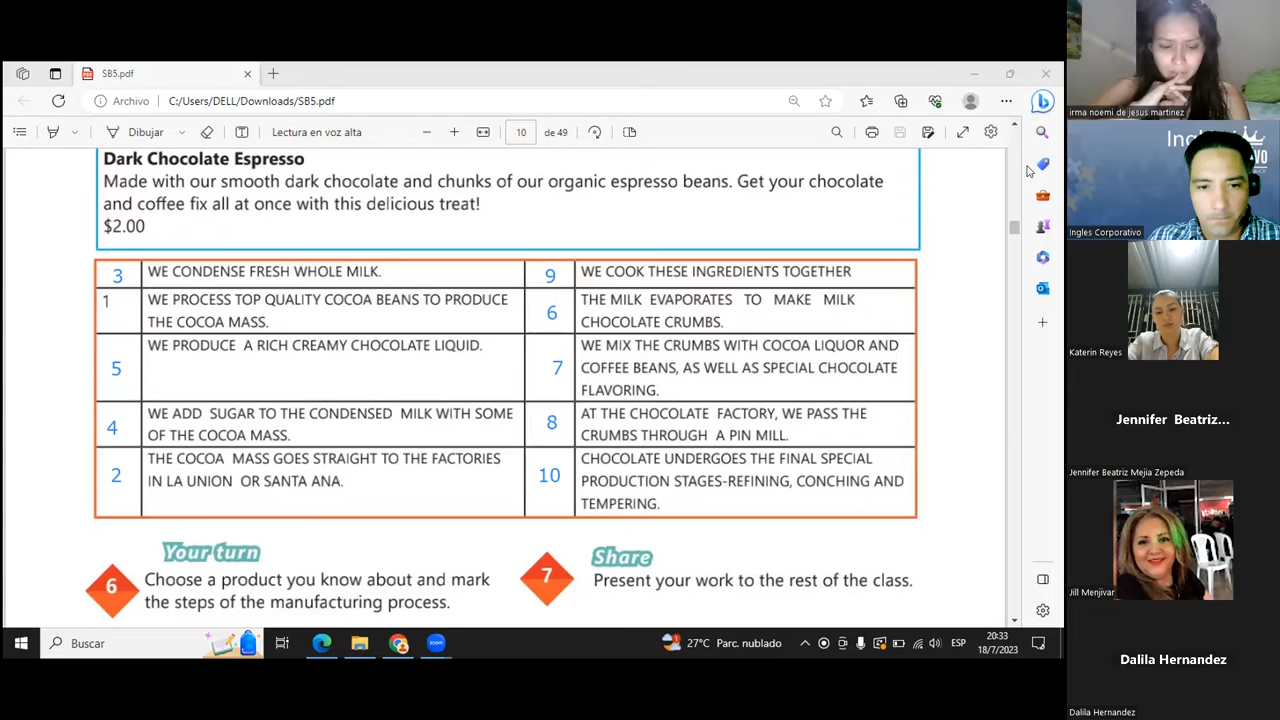 SB5.pdf
Archivo
C:/Users/DELL/Downloads/SB5.pdf
Dibujar
Lectura en voz alta
10
de 49
Dark Chocolate Espresso
Made with our smooth dark chocolate and chunks of our organic espresso beans. Get your chocolate
and coffee fix all at once with this delicious treat!
$2.00
3
WE CONDENSE FRESH WHOLE MILK.
9
WE COOK THESE INGREDIENTS TOGETHER
1
WE PROCESS TOP QUALITY COCOA BEANS TO PRODUCE
THE COCOA MASS.
6
THE MILK EVAPORATES TO MAKE MILK
CHOCOLATE CRUMBS.
5
WE PRODUCE A RICH CREAMY CHOCOLATE LIQUID.
7
WE MIX THE CRUMBS WITH COCOA LIQUOR AND
COFFEE BEANS, AS WELL AS SPECIAL CHOCOLATE
FLAVORING.
4
WE ADD SUGAR TO THE CONDENSED MILK WITH SOME
OF THE COCOA MASS.
8
AT THE CHOCOLATE FACTORY, WE PASS THE
CRUMBS THROUGH A PIN MILL.
2
THE COCOA MASS GOES STRAIGHT TO THE FACTORIES
IN LA UNION OR SANTA ANA.
10
CHOCOLATE UNDERGOES THE FINAL SPECIAL
PRODUCTION STAGES-REFINING, CONCHING AND
TEMPERING.
6
Your turn
Choose a product you know about and mark
the steps of the manufacturing process.
7
Share
Present your work to the rest of the class.
Buscar
zoom
27°C Parc. nublado
ESP
20:33
18/7/2023
irma noemi de jesus martinez
Ingles Corporativo
Katerin Reyes
Jennifer Beatriz...
Jennifer Beatriz Mejia Zepeda
Jill Menjivar
Dalila Hernandez
Dalila Hernandez